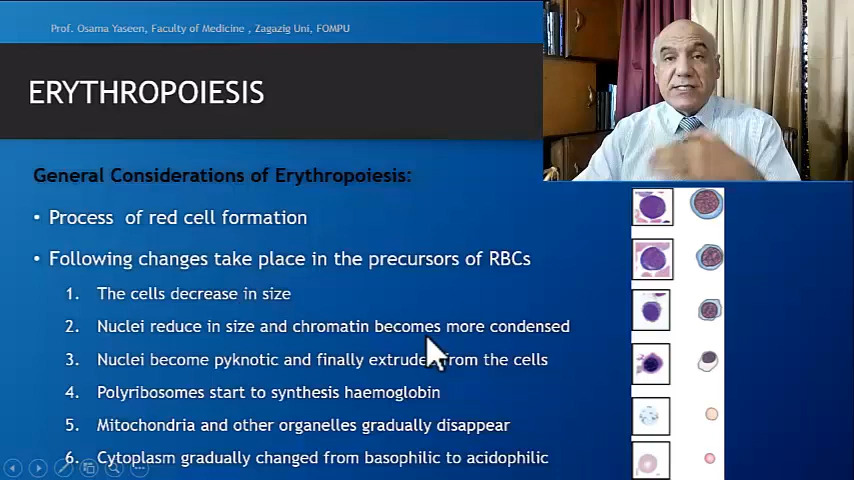 Prof. Osama Yaseen, Faculty of Medicine , Zagazig Uni, FOMPU
ERYTHROPOIESIS
General Considerations of Erythropoiesis:
• Process of red cell formation
• Following changes take place in the precursors of RBCs
1. The cells decrease in size
2. Nuclei reduce in size and chromatin becomes more condensed
3. Nuclei become pyknotic and finally extruded from the cells
4. Polyribosomes start to synthesis haemoglobin
5. Mitochondria and other organelles gradually disappear
6. Cytoplasm gradually changed from basophilic to acidophilic